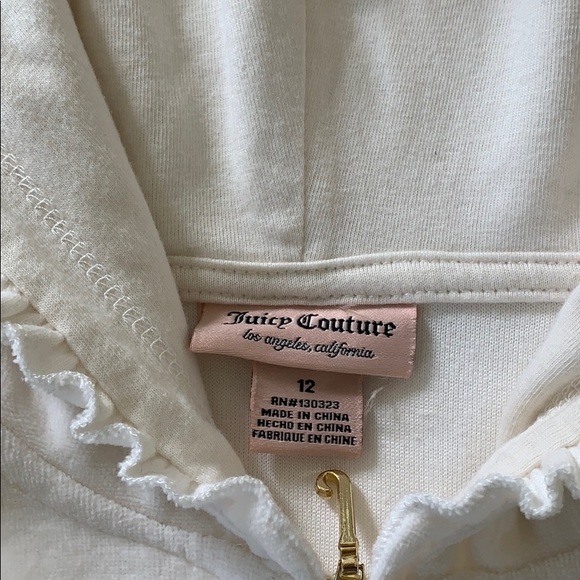 Juicy Couture
los angeles, california
12
RN#130323
MADE IN CHINA
HECHO EN CHINA
FABRIQUE EN CHINE